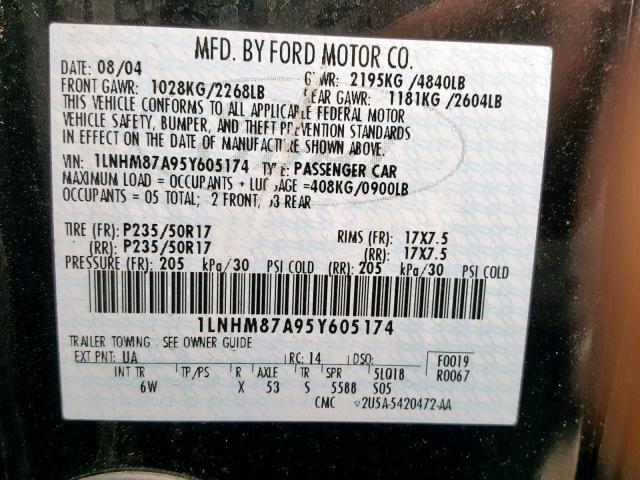 MFD. BY FORD MOTOR CO.
DATE: 08/04 GVWR: 2195KG /4840LB
FRONT GAWR: 1028KG/2268LB REAR GAWR: 1181KG /2604LB
THIS VEHICLE CONFORMS TO ALL APPLICABLE FEDERAL MOTOR
VEHICLE SAFETY, BUMPER, AND THEFT PREVENTION STANDARDS
IN EFFECT ON THE DATE OF MANUFACTURE SHOWN ABOVE.
VIN: 1LNHM87A95Y605174 TYPE: PASSENGER CAR
MAXIMUM LOAD = OCCUPANTS + LUGGAGE =408KG/0900LB
OCCUPANTS = 05 TOTAL; 2 FRONT, 03 REAR
TIRE (FR): P235/50R17 RIMS (FR): 17X7.5
(RR): P235/50R17 (RR): 17X7.5
PRESSURE (FR): 205 kPa/30 PSI COLD (RR): 205 kPa/30 PSI COLD
1LNHM87A95Y605174
TRAILER TOWING - SEE OWNER GUIDE
EXT PNT: UA RC: 14 DSO: F0019
INT TR TP/PS R AXLE TR SPR 5LQ18 R0067
6W X 53 S 5588 S05
CMC 2U5A-5420472-AA